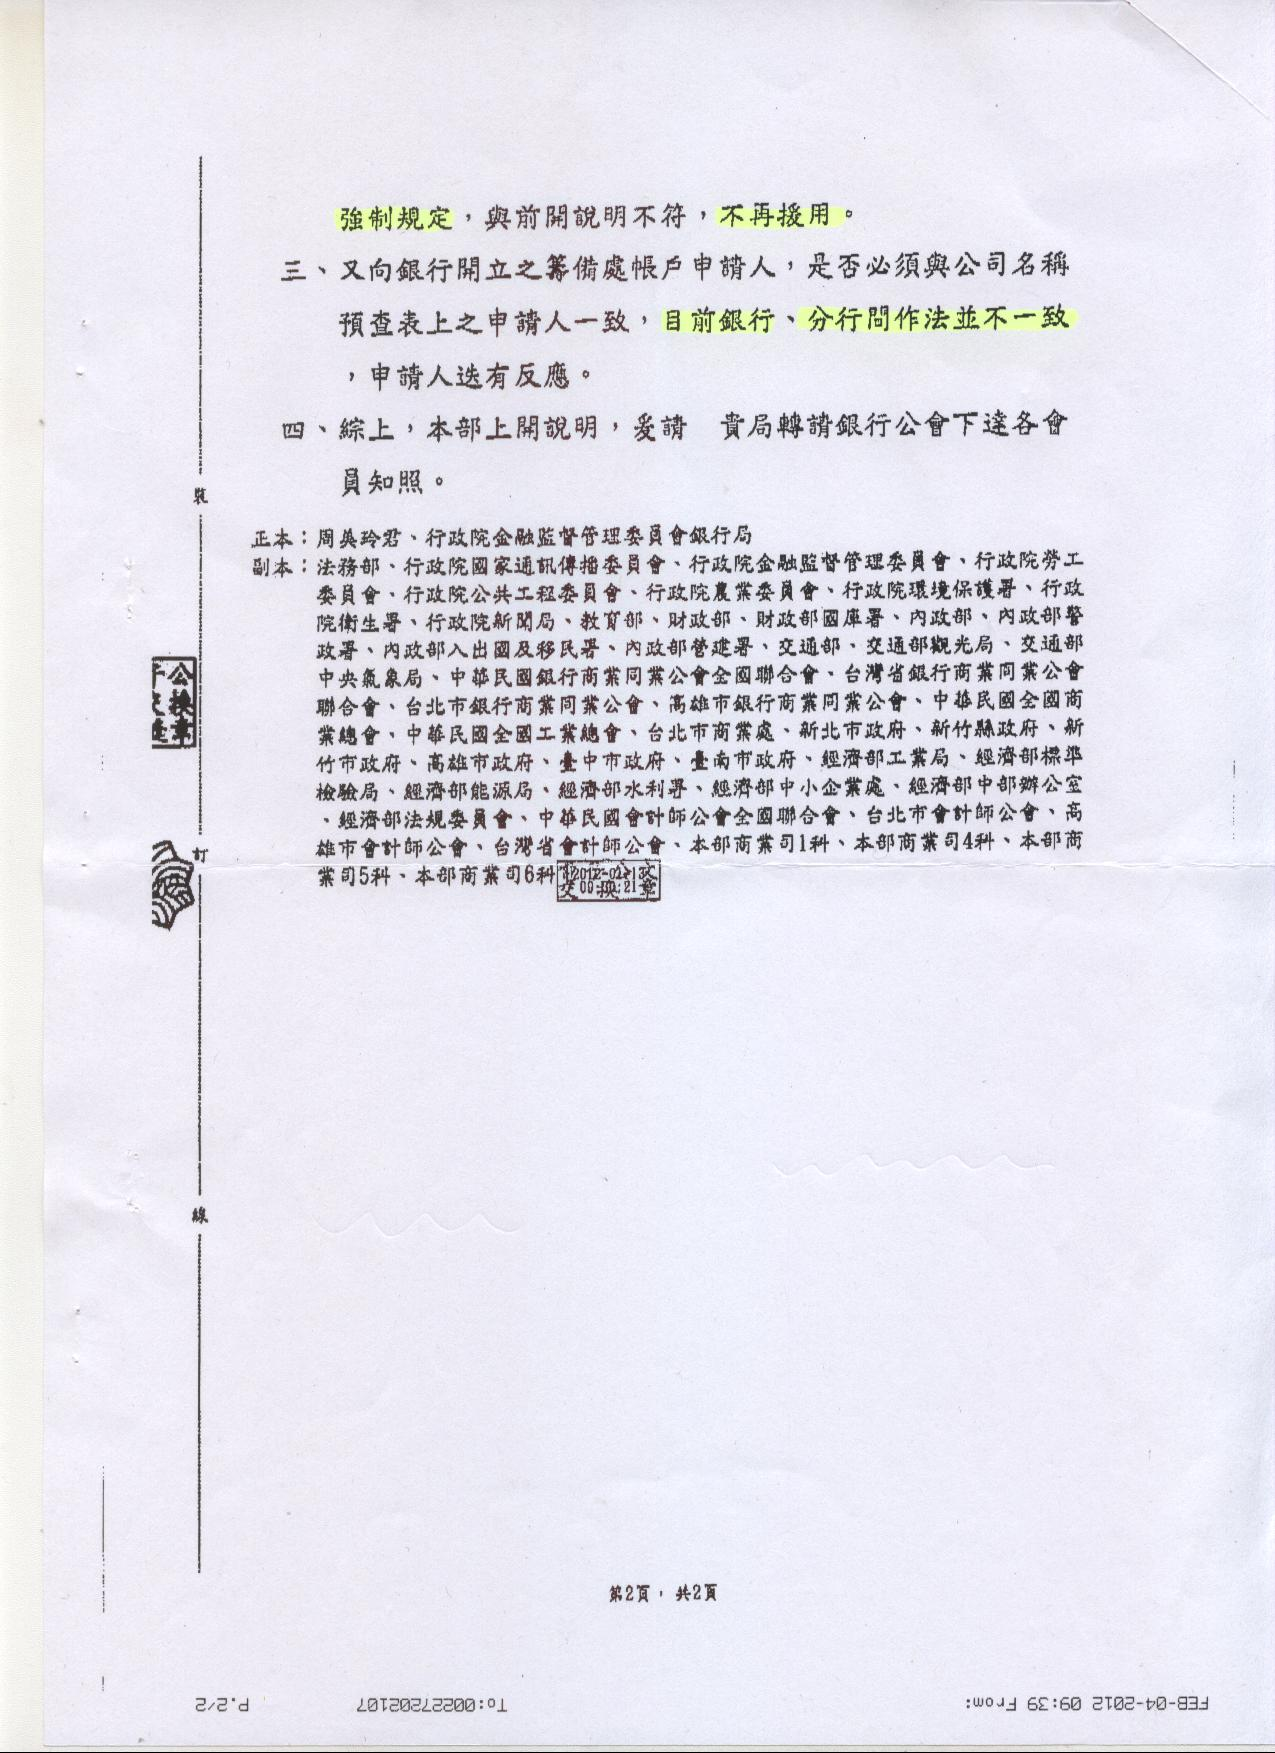 強制規定，與前開說明不符，不再援用。
三、又向銀行開立之籌備處帳戶申請人，是否必須與公司名稱
預查表上之申請人一致，目前銀行、分行間作法並不一致
，申請人迭有反應。
四、綜上，本部上開說明，爰請　貴局轉請銀行公會下達各會
員知照。
正本：周吳玲君、行政院金融監督管理委員會銀行局
副本：法務部、行政院國家通訊傳播委員會、行政院金融監督管理委員會、行政院勞工
委員會、行政院公共工程委員會、行政院農業委員會、行政院環境保護署、行政
院衛生署、行政院新聞局、教育部、財政部、財政部國庫署、內政部、內政部警
政署、內政部入出國及移民署、內政部營建署、交通部、交通部觀光局、交通部
中央氣象局、中華民國銀行商業同業公會全國聯合會、台灣省銀行商業同業公會
聯合會、台北市銀行商業同業公會、高雄市銀行商業同業公會、中華民國全國商
業總會、中華民國全國工業總會、台北市商業處、新北市政府、新竹縣政府、新
竹市政府、高雄市政府、臺中市政府、臺南市政府、經濟部工業局、經濟部標準
檢驗局、經濟部能源局、經濟部水利署、經濟部中小企業處、經濟部中部辦公室
、經濟部法規委員會、中華民國會計師公會全國聯合會、台北市會計師公會、高
雄市會計師公會、台灣省會計師公會、本部商業司1科、本部商業司4科、本部商
業司5科、本部商業司6科
交換章
裝
公換章
訂
線
第2頁，共2頁
FEB-04-2012 09:39 From:
To:00227202107
P.2/2